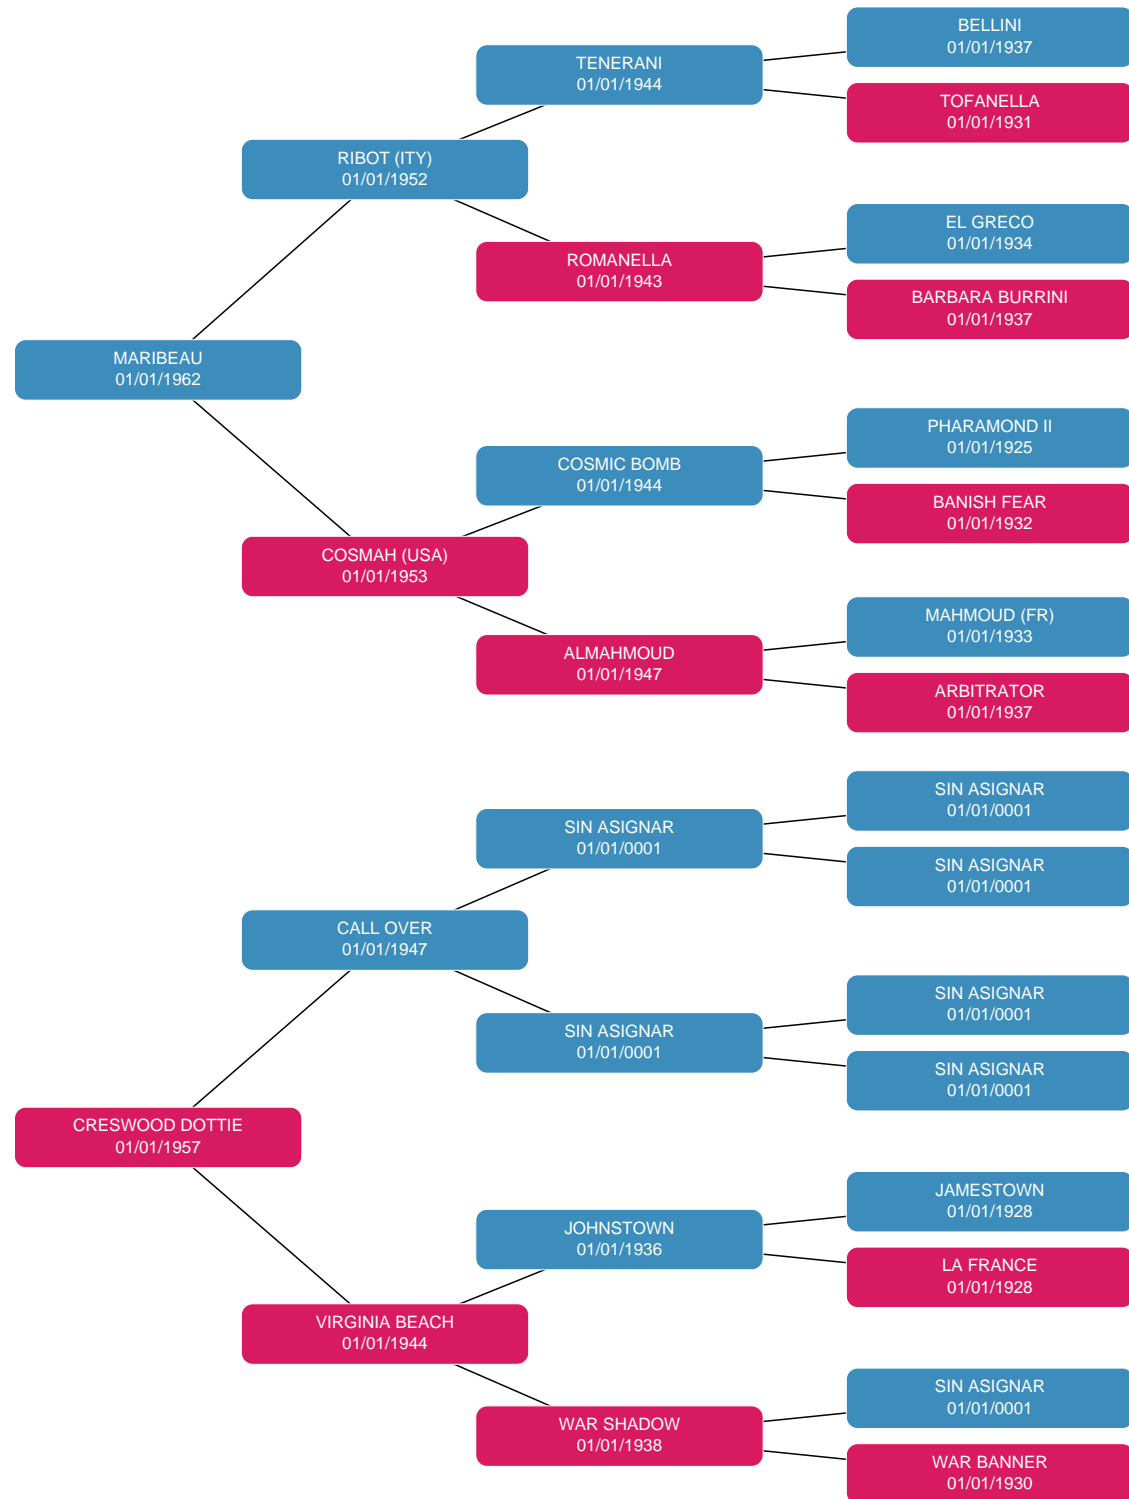 BELLINI
01/01/1937
TENERANI
01/01/1944
TOFANELLA
01/01/1931
RIBOT (ITY)
01/01/1952
EL GRECO
01/01/1934
ROMANELLA
01/01/1943
BARBARA BURRINI
01/01/1937
MARIBEAU
01/01/1962
PHARAMOND II
01/01/1925
COSMIC BOMB
01/01/1944
BANISH FEAR
01/01/1932
COSMAH (USA)
01/01/1953
MAHMOUD (FR)
01/01/1933
ALMAHMOUD
01/01/1947
ARBITRATOR
01/01/1937
SIN ASIGNAR
01/01/0001
SIN ASIGNAR
01/01/0001
SIN ASIGNAR
01/01/0001
CALL OVER
01/01/1947
SIN ASIGNAR
01/01/0001
SIN ASIGNAR
01/01/0001
SIN ASIGNAR
01/01/0001
CRESWOOD DOTTIE
01/01/1957
JAMESTOWN
01/01/1928
JOHNSTOWN
01/01/1936
LA FRANCE
01/01/1928
VIRGINIA BEACH
01/01/1944
SIN ASIGNAR
01/01/0001
WAR SHADOW
01/01/1938
WAR BANNER
01/01/1930